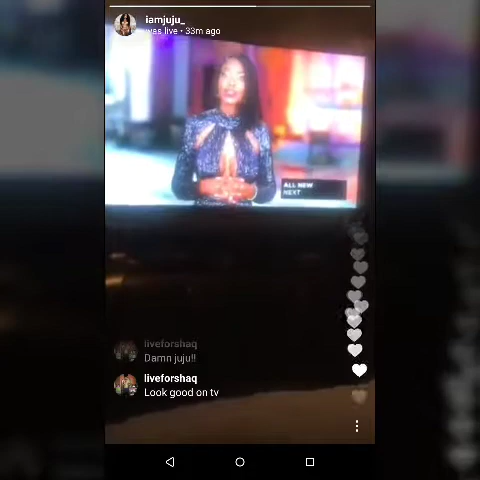 iamjuju_
was live • 33m ago
ALL NEW
NEXT
liveforshaq
Damn juju!!
liveforshaq
Look good on tv